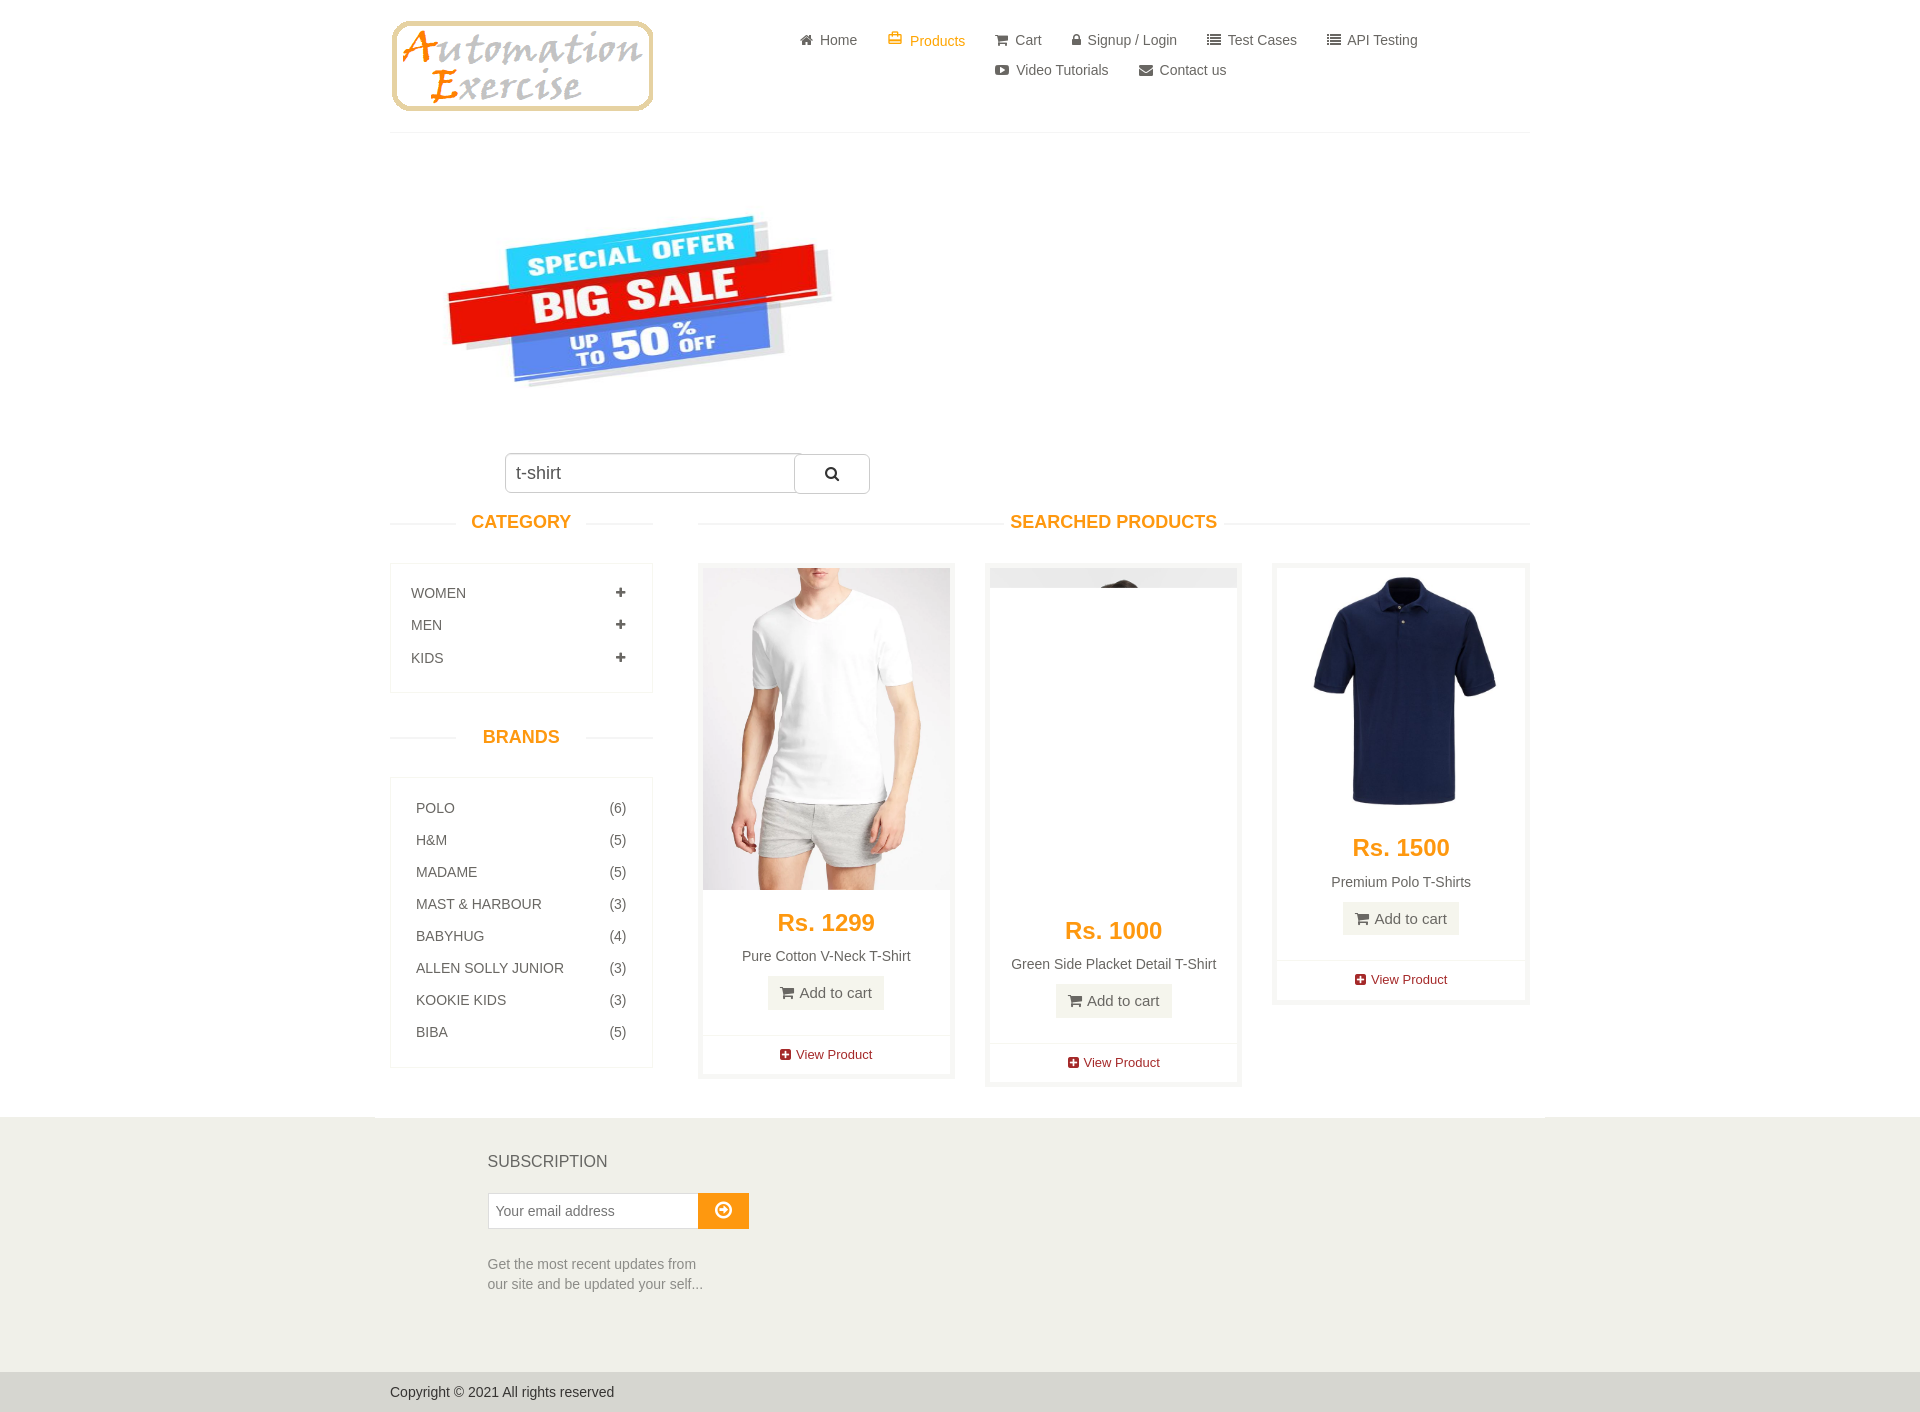 Automation
Exercise
Home
Products
Cart
Signup / Login
Test Cases
API Testing
Video Tutorials
Contact us
SPECIAL OFFER
BIG SALE
UP TO 50% OFF
t-shirt
CATEGORY
WOMEN
MEN
KIDS
BRANDS
POLO (6)
H&M (5)
MADAME (5)
MAST & HARBOUR (3)
BABYHUG (4)
ALLEN SOLLY JUNIOR (3)
KOOKIE KIDS (3)
BIBA (5)
SEARCHED PRODUCTS
Rs. 1299
Pure Cotton V-Neck T-Shirt
Add to cart
View Product
Rs. 1000
Green Side Placket Detail T-Shirt
Add to cart
View Product
Rs. 1500
Premium Polo T-Shirts
Add to cart
View Product
SUBSCRIPTION
Your email address
Get the most recent updates from
our site and be updated your self...
Copyright © 2021 All rights reserved